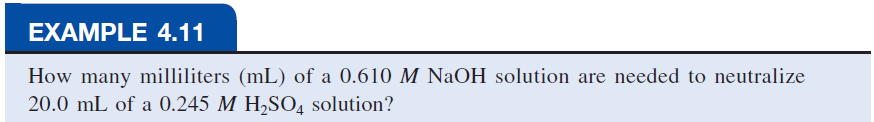 EXAMPLE 4.11
How many milliliters (mL) of a 0.610 M NaOH solution are needed to neutralize
20.0 mL of a 0.245 M H₂SO₄ solution?